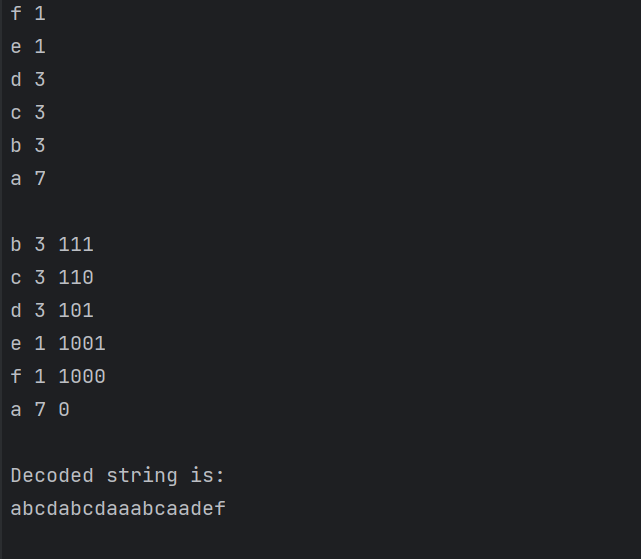 f 1
e 1
d 3
c 3
b 3
a 7
b 3 111
c 3 110
d 3 101
e 1 1001
f 1 1000
a 7 0
Decoded string is:
abcdabcdaaabcaadef